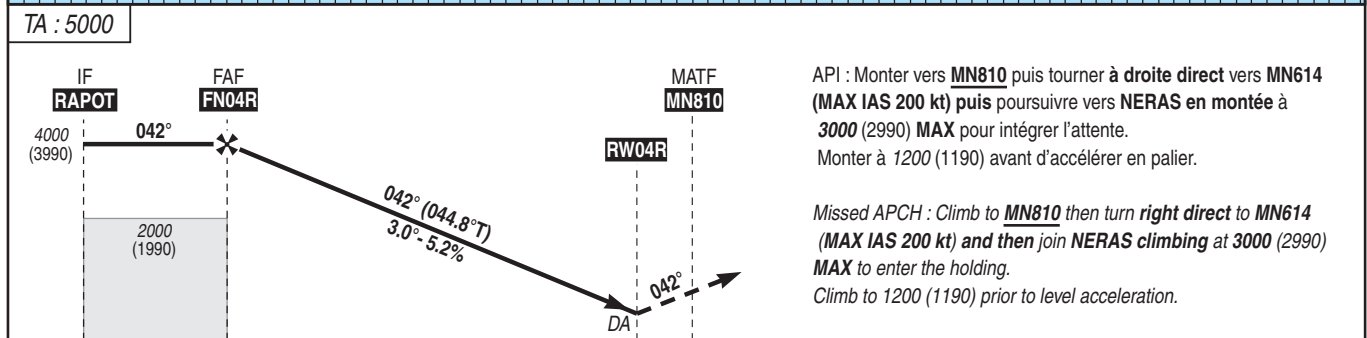 TA : 5000
IF
RAPOT
FAF
FN04R
MATF
MN810
4000
(3990)
042°
RW04R
2000
(1990)
042° (044.8°T)
3.0° - 5.2%
042°
DA
API : Monter vers MN810 puis tourner à droite direct vers MN614
(MAX IAS 200 kt) puis poursuivre vers NERAS en montée à
3000 (2990) MAX pour intégrer l'attente.
Monter à 1200 (1190) avant d'accélérer en palier.
Missed APCH : Climb to MN810 then turn right direct to MN614
(MAX IAS 200 kt) and then join NERAS climbing at 3000 (2990)
MAX to enter the holding.
Climb to 1200 (1190) prior to level acceleration.